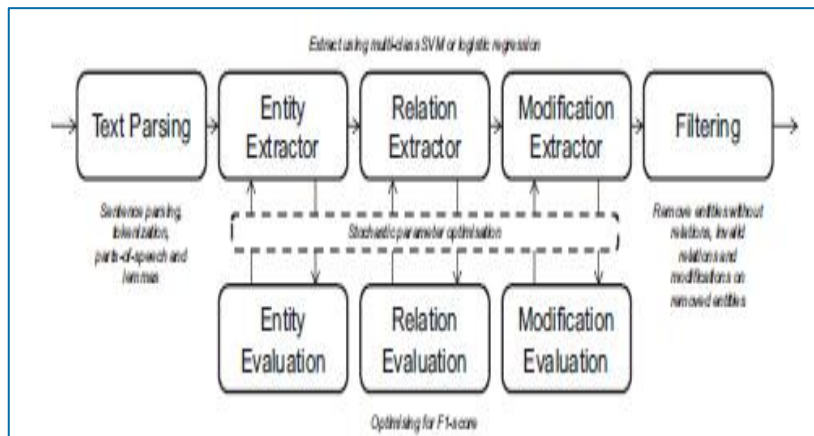 Extract using multi-class SVM or logistic regression
Text Parsing
Entity
Extractor
Relation
Extractor
Modification
Extractor
Filtering
Sentence parsing,
tokenization,
parts-of-speech and
lemmas
Stochastic parameter optimisation
Remove entities without
relations, invalid
relations and
modifications on
removed entities
Entity
Evaluation
Relation
Evaluation
Modification
Evaluation
Optimising for F1-score